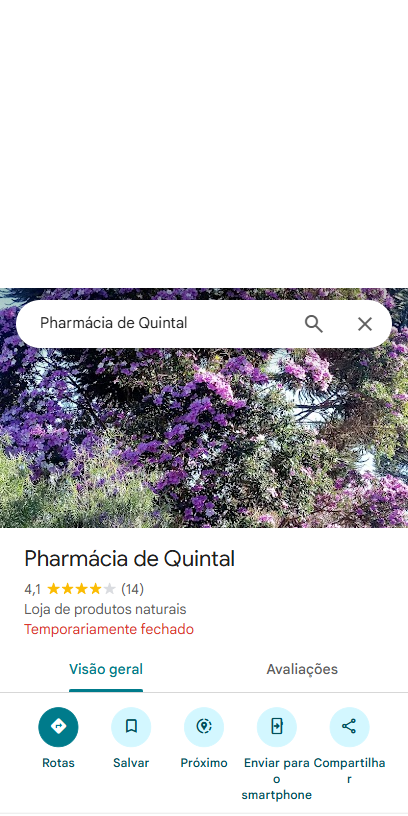 Pharmácia de Quintal
Pharmácia de Quintal
4,1 (14)
Loja de produtos naturais
Temporariamente fechado
Visão geral Avaliações
Rotas Salvar Próximo Enviar para Compartilha
o r
smartphone